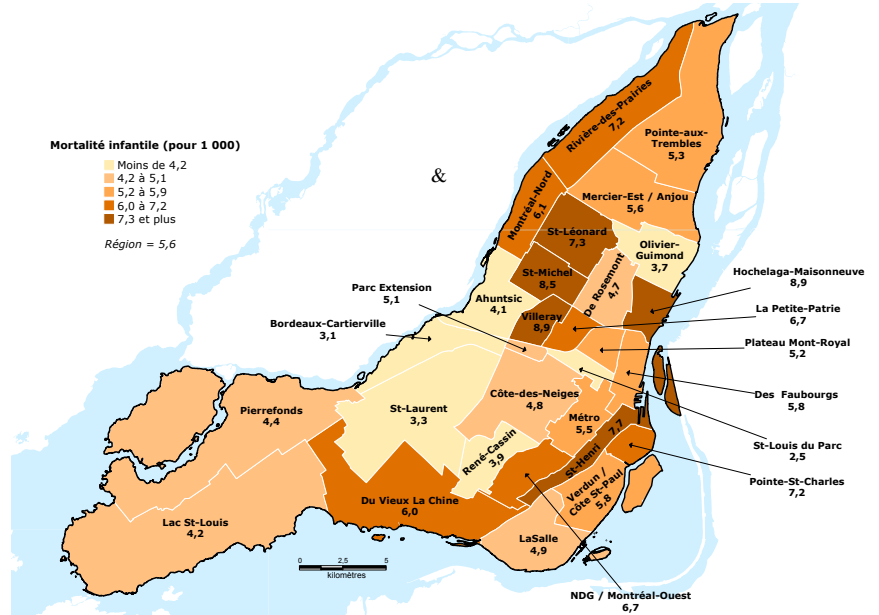 Mortalité infantile (pour 1 000)
Moins de 4,2
4,2 à 5,1
5,2 à 5,9
6,0 à 7,2
7,3 et plus
Région = 5,6
&
Rivière-des-Prairies
7,2
Pointe-aux-
Trembles
5,3
Mercier-Est / Anjou
5,6
Montréal-Nord
6,1
St-Léonard
7,3
Olivier-
Guimond
3,7
St-Michel
8,5
De Rosemont
4,7
Hochelaga-Maisonneuve
8,9
Parc Extension
5,1
Ahuntsic
4,1
Villeray
8,9
La Petite-Patrie
6,7
Bordeaux-Cartierville
3,1
Plateau Mont-Royal
5,2
Des Faubourgs
5,8
Pierrefonds
4,4
St-Laurent
3,3
Côte-des-Neiges
4,8
Métro
5,5
St-Louis du Parc
2,5
René-Cassin
3,9
St-Henri 7,7
Pointe-St-Charles
7,2
Verdun /
Côte St-Paul
5,8
Du Vieux La Chine
6,0
Lac St-Louis
4,2
LaSalle
4,9
NDG / Montréal-Ouest
6,7
0 2,5 5
kilomètres